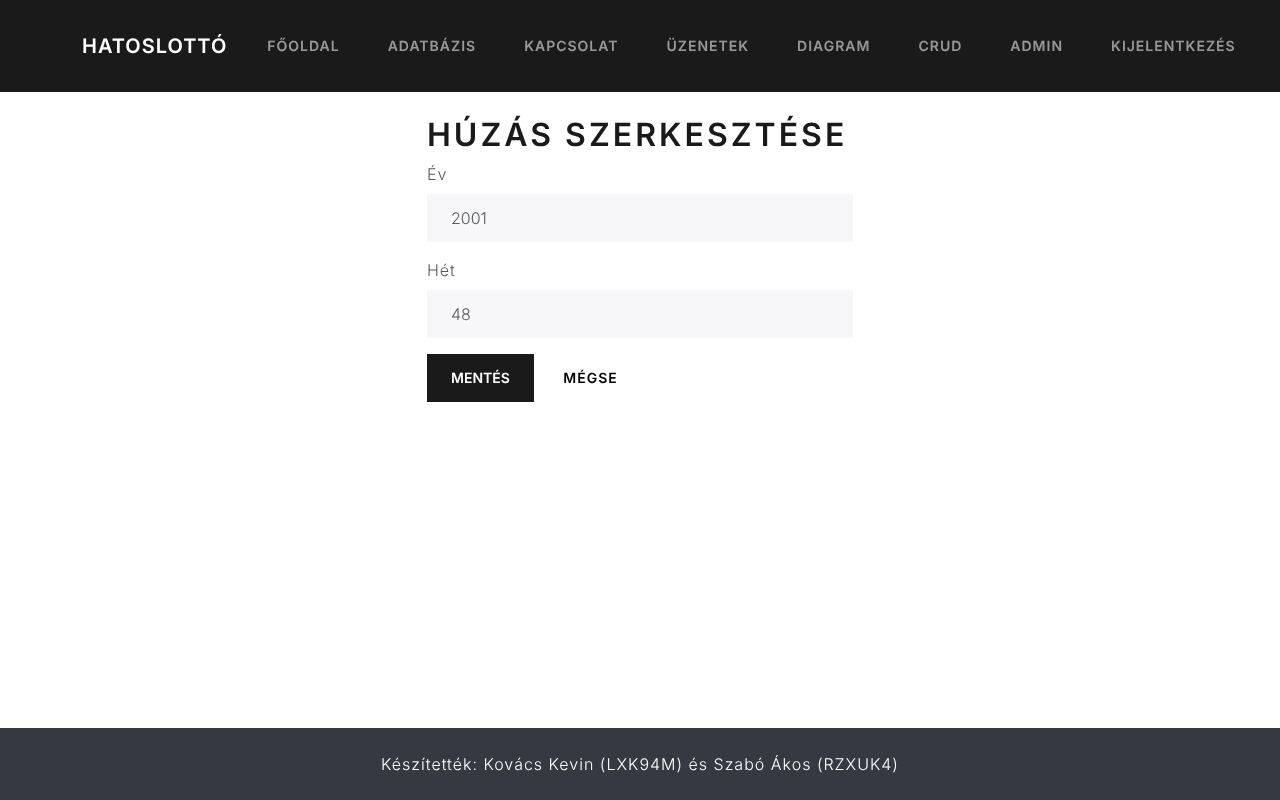 HATOSLOTTÓ FŐOLDAL ADATBÁZIS KAPCSOLAT ÜZENETEK DIAGRAM CRUD ADMIN KIJELENTKEZÉS
HÚZÁS SZERKESZTÉSE
Év
2001
Hét
48
MENTÉS MÉGSE
Készítették: Kovács Kevin (LXK94M) és Szabó Ákos (RZXUK4)